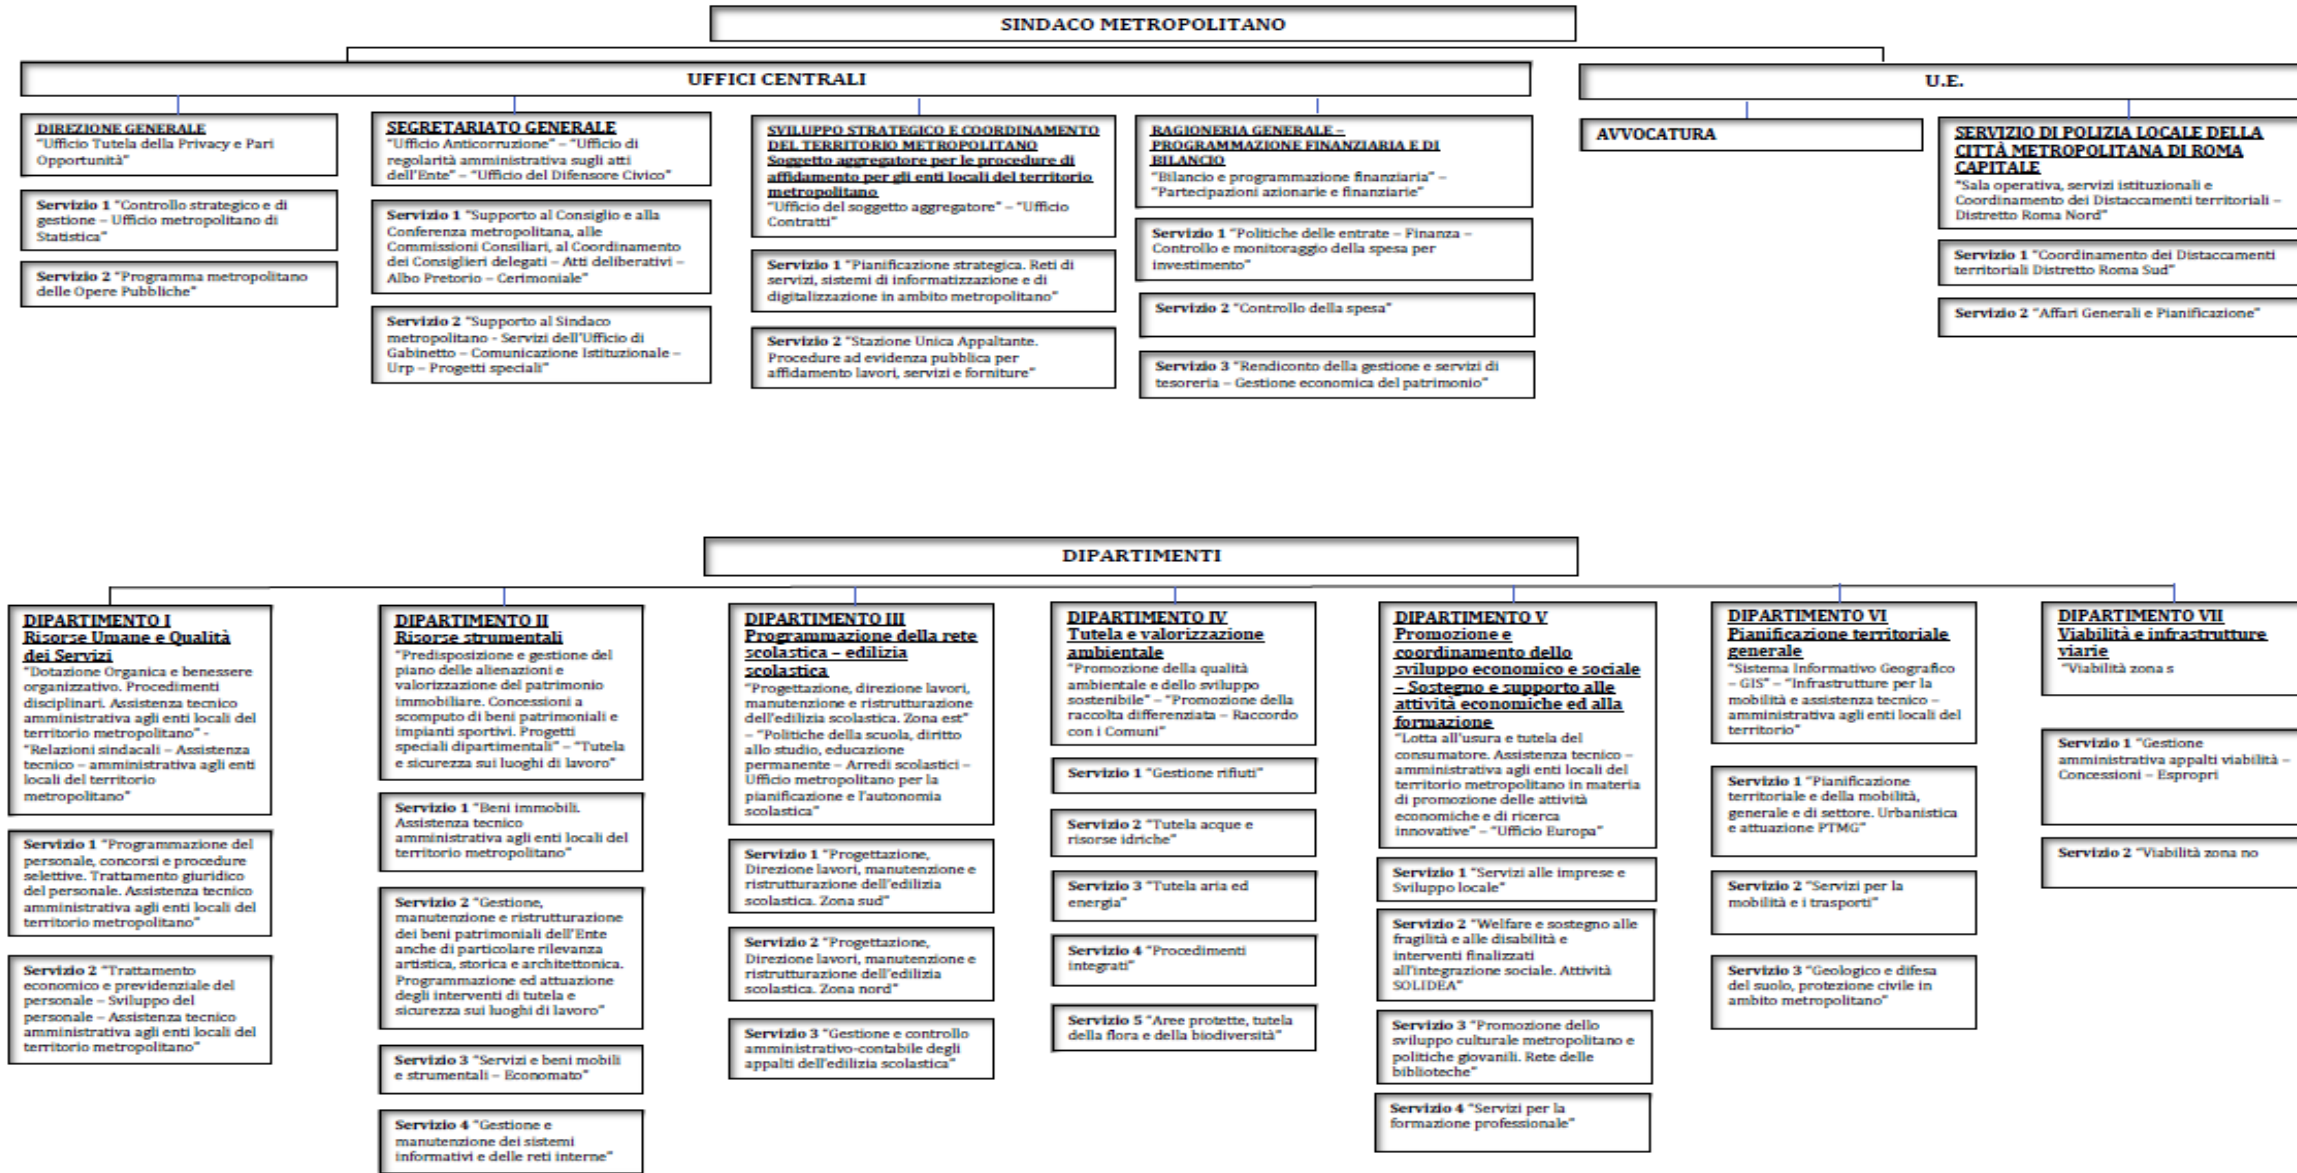 SINDACO METROPOLITANO
UFFICI CENTRALI
U.E.
DIREZIONE GENERALE
"Ufficio Tutela della Privacy e Pari
Opportunità"
Servizio 1 "Controllo strategico e di
gestione – Ufficio metropolitano di
Statistica"
Servizio 2 "Programma metropolitano
delle Opere Pubbliche"
SEGRETARIATO GENERALE
"Ufficio Anticorruzione" – "Ufficio di
regolarità amministrativa sugli atti
dell'Ente" – "Ufficio del Difensore Civico"
Servizio 1 "Supporto al Consiglio e alla
Conferenza metropolitana, alle
Commissioni Consiliari, al Coordinamento
dei Consiglieri delegati – Atti deliberativi –
Albo Pretorio – Cerimoniale"
Servizio 2 "Supporto al Sindaco
metropolitano - Servizi dell'Ufficio di
Gabinetto – Comunicazione Istituzionale –
Urp – Progetti speciali"
SVILUPPO STRATEGICO E COORDINAMENTO
DEL TERRITORIO METROPOLITANO
Soggetto aggregatore per le procedure di
affidamento per gli enti locali del territorio
metropolitano
"Ufficio del soggetto aggregatore" – "Ufficio
Contratti"
Servizio 1 "Pianificazione strategica. Reti di
servizi, sistemi di informatizzazione e di
digitalizzazione in ambito metropolitano"
Servizio 2 "Stazione Unica Appaltante.
Procedure ad evidenza pubblica per
affidamento lavori, servizi e forniture"
RAGIONERIA GENERALE –
PROGRAMMAZIONE FINANZIARIA E DI
BILANCIO
"Bilancio e programmazione finanziaria" –
"Partecipazioni azionarie e finanziarie"
Servizio 1 "Politiche delle entrate – Finanza –
Controllo e monitoraggio della spesa per
investimento"
Servizio 2 "Controllo della spesa"
Servizio 3 "Rendiconto della gestione e servizi di
tesoreria – Gestione economica del patrimonio"
AVVOCATURA
SERVIZIO DI POLIZIA LOCALE DELLA
CITTÀ METROPOLITANA DI ROMA
CAPITALE
"Sala operativa, servizi istituzionali e
Coordinamento dei Distaccamenti territoriali –
Distretto Roma Nord"
Servizio 1 "Coordinamento dei Distaccamenti
territoriali Distretto Roma Sud"
Servizio 2 "Affari Generali e Pianificazione"
DIPARTIMENTI
DIPARTIMENTO I
Risorse Umane e Qualità
dei Servizi
"Dotazione Organica e benessere
organizzativo. Procedimenti
disciplinari. Assistenza tecnico
amministrativa agli enti locali del
territorio metropolitano" -
"Relazioni sindacali – Assistenza
tecnico – amministrativa agli enti
locali del territorio
metropolitano"
Servizio 1 "Programmazione del
personale, concorsi e procedure
selettive. Trattamento giuridico
del personale. Assistenza tecnico
amministrativa agli enti locali del
territorio metropolitano"
Servizio 2 "Trattamento
economico e previdenziale del
personale – Sviluppo del
personale – Assistenza tecnico
amministrativa agli enti locali del
territorio metropolitano"
DIPARTIMENTO II
Risorse strumentali
"Predisposizione e gestione del
piano delle alienazioni e
valorizzazione del patrimonio
immobiliare. Concessioni a
scomputo di beni patrimoniali e
impianti sportivi. Progetti
speciali dipartimentali" – "Tutela
e sicurezza sui luoghi di lavoro"
Servizio 1 "Beni immobili.
Assistenza tecnico
amministrativa agli enti locali del
territorio metropolitano"
Servizio 2 "Gestione,
manutenzione e ristrutturazione
dei beni patrimoniali dell'Ente
anche di particolare rilevanza
artistica, storica e architettonica.
Programmazione ed attuazione
degli interventi di tutela e
sicurezza sui luoghi di lavoro"
Servizio 3 "Servizi e beni mobili
e strumentali – Economato"
Servizio 4 "Gestione e
manutenzione dei sistemi
informativi e delle reti interne"
DIPARTIMENTO III
Programmazione della rete
scolastica – edilizia
scolastica
"Progettazione, direzione lavori,
manutenzione e ristrutturazione
dell'edilizia scolastica. Zona est"
– "Politiche della scuola, diritto
allo studio, educazione
permanente – Arredi scolastici –
Ufficio metropolitano per la
pianificazione e l'autonomia
scolastica"
Servizio 1 "Progettazione,
Direzione lavori, manutenzione e
ristrutturazione dell'edilizia
scolastica. Zona sud"
Servizio 2 "Progettazione,
Direzione lavori, manutenzione e
ristrutturazione dell'edilizia
scolastica. Zona nord"
Servizio 3 "Gestione e controllo
amministrativo-contabile degli
appalti dell'edilizia scolastica"
DIPARTIMENTO IV
Tutela e valorizzazione
ambientale
"Promozione della qualità
ambientale e dello sviluppo
sostenibile" – "Promozione della
raccolta differenziata – Raccordo
con i Comuni"
Servizio 1 "Gestione rifiuti"
Servizio 2 "Tutela acque e
risorse idriche"
Servizio 3 "Tutela aria ed
energia"
Servizio 4 "Procedimenti
integrati"
Servizio 5 "Aree protette, tutela
della flora e della biodiversità"
DIPARTIMENTO V
Promozione e
coordinamento dello
sviluppo economico e sociale
– Sostegno e supporto alle
attività economiche ed alla
formazione
"Lotta all'usura e tutela del
consumatore. Assistenza tecnico –
amministrativa agli enti locali del
territorio metropolitano in materia
di promozione delle attività
economiche e di ricerca
innovative" – "Ufficio Europa"
Servizio 1 "Servizi alle imprese e
Sviluppo locale"
Servizio 2 "Welfare e sostegno alle
fragilità e alle disabilità e
interventi finalizzati
all'integrazione sociale. Attività
SOLIDEA"
Servizio 3 "Promozione dello
sviluppo culturale metropolitano e
politiche giovanili. Rete delle
biblioteche"
Servizio 4 "Servizi per la
formazione professionale"
DIPARTIMENTO VI
Pianificazione territoriale
generale
"Sistema Informativo Geografico
– GIS" – "Infrastrutture per la
mobilità e assistenza tecnico –
amministrativa agli enti locali del
territorio"
Servizio 1 "Pianificazione
territoriale e della mobilità,
generale e di settore. Urbanistica
e attuazione PTMG"
Servizio 2 "Servizi per la
mobilità e i trasporti"
Servizio 3 "Geologico e difesa
del suolo, protezione civile in
ambito metropolitano"
DIPARTIMENTO VII
Viabilità e infrastrutture
viarie
"Viabilità zona s
Servizio 1 "Gestione
amministrativa appalti viabilità –
Concessioni – Espropri
Servizio 2 "Viabilità zona no